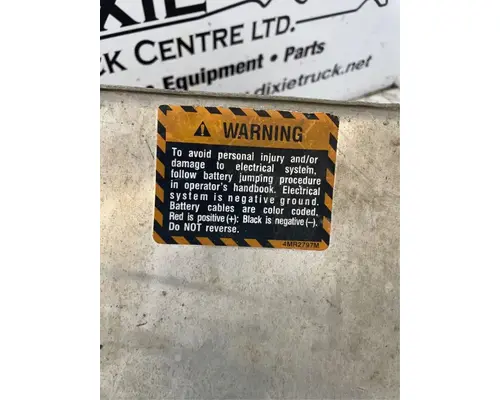 DIXIE
CK CENTRE LTD.
Equipment • Parts
.dixietruck.net
WARNING
To avoid personal injury and/or
damage to electrical system,
follow battery jumping procedure
in operator's handbook. Electrical
system is negative ground.
Battery cables are color coded.
Red is positive (+): Black is negative (–).
Do NOT reverse.
4MR2797M